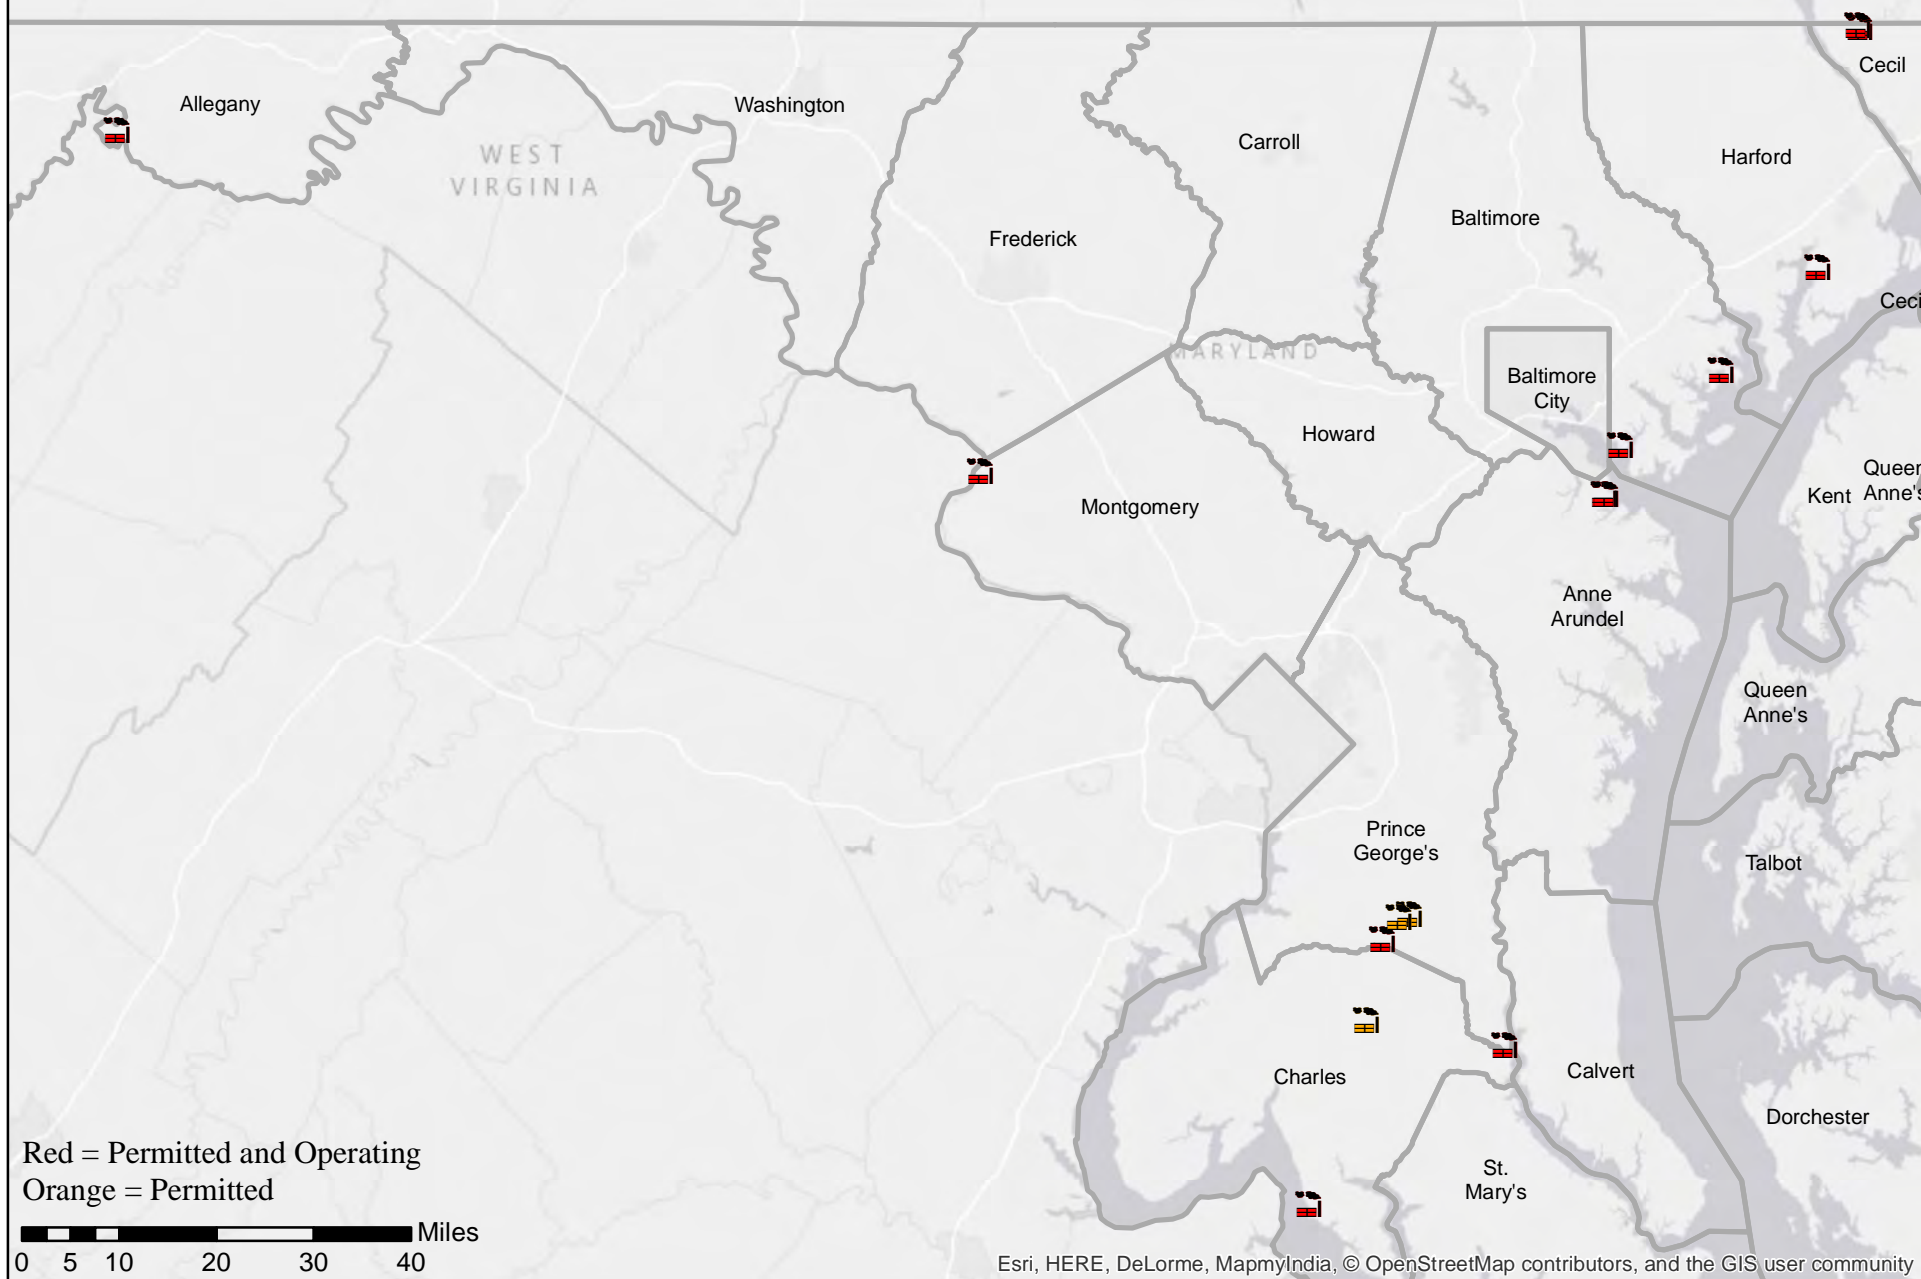 Cecil
Allegany
Washington
Carroll
Harford
WEST
VIRGINIA
Baltimore
Frederick
Ceci
MARYLAND
Baltimore
City
Howard
Queen
Anne's
Kent
Montgomery
Anne
Arundel
Queen
Anne's
Prince
George's
Talbot
Charles
Calvert
Dorchester
St.
Mary's
Red = Permitted and Operating
Orange = Permitted
Miles
0 5 10 20 30 40
Esri, HERE, DeLorme, MapmyIndia, © OpenStreetMap contributors, and the GIS user community